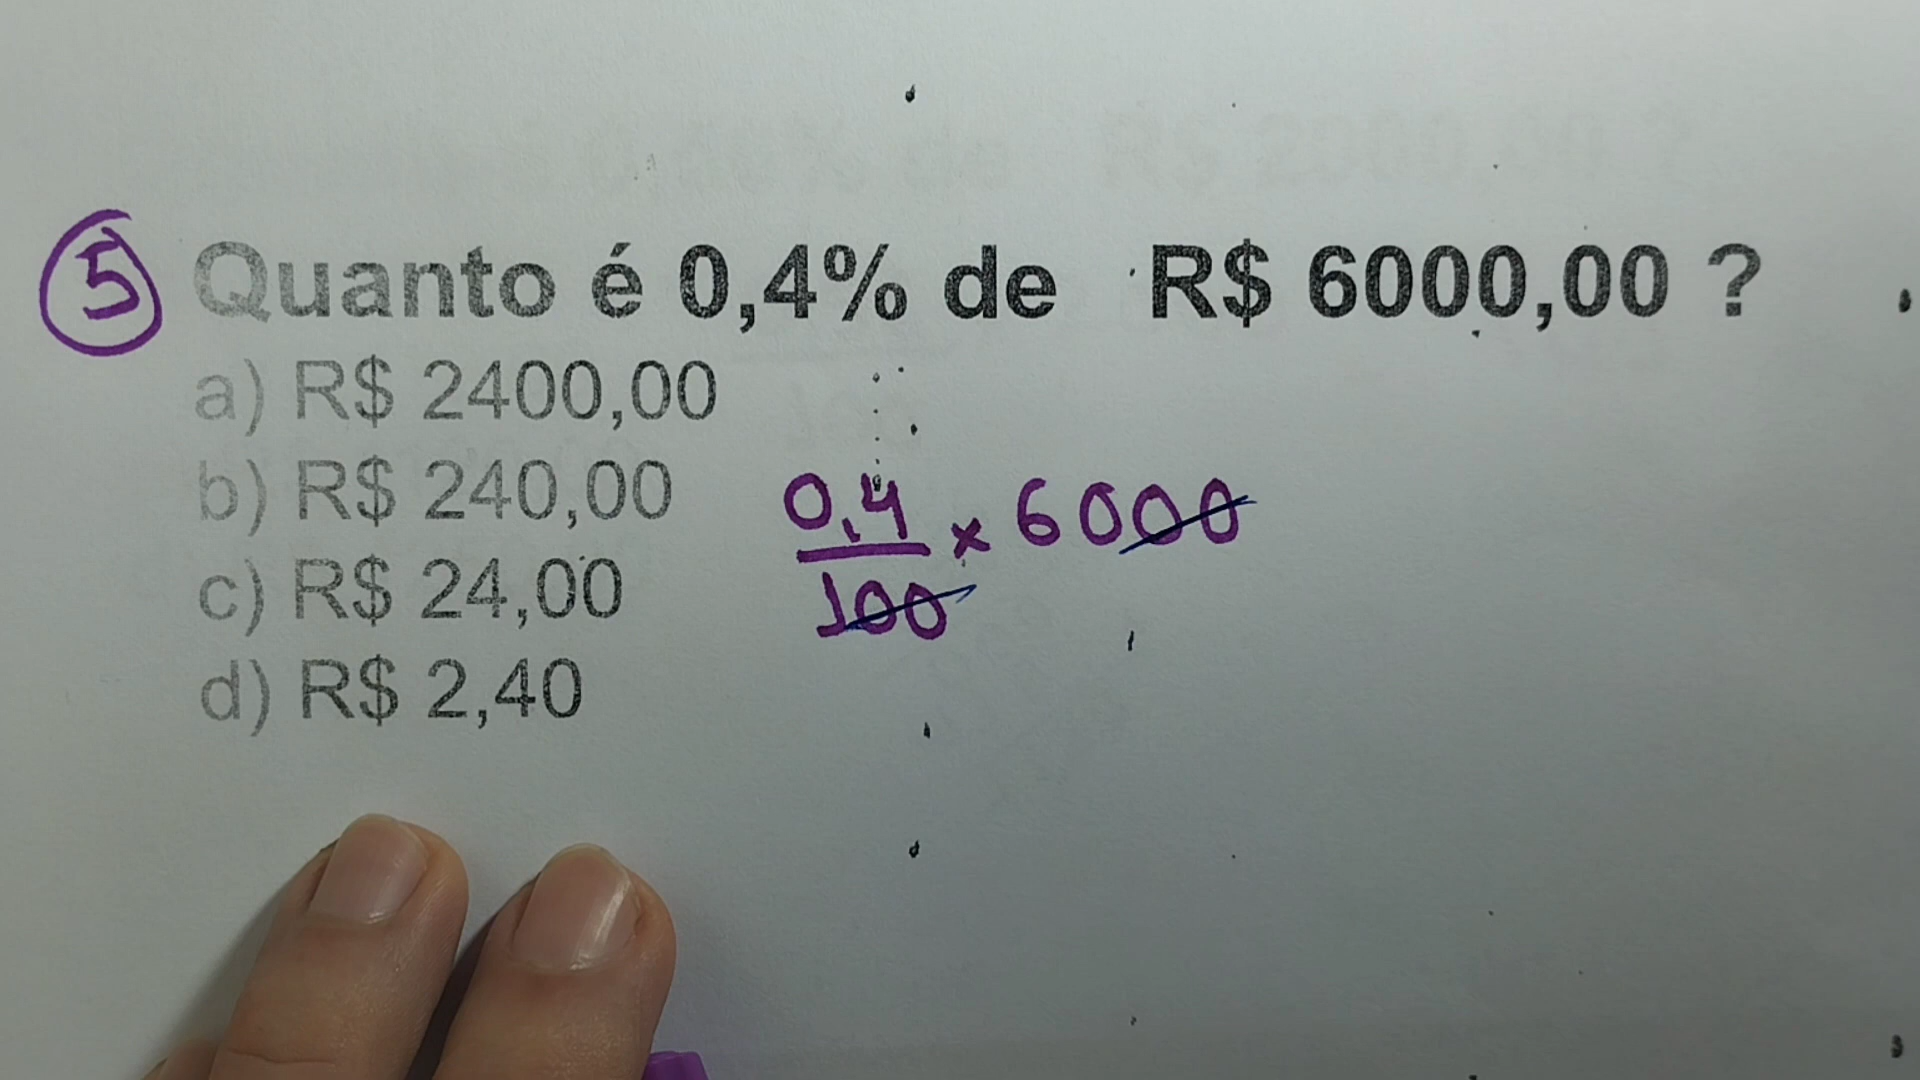 5 Quanto é 0,4% de R$ 6000,00 ?
a) R$ 2400,00
b) R$ 240,00
c) R$ 24,00
d) R$ 2,40
0,4 × 6000
100